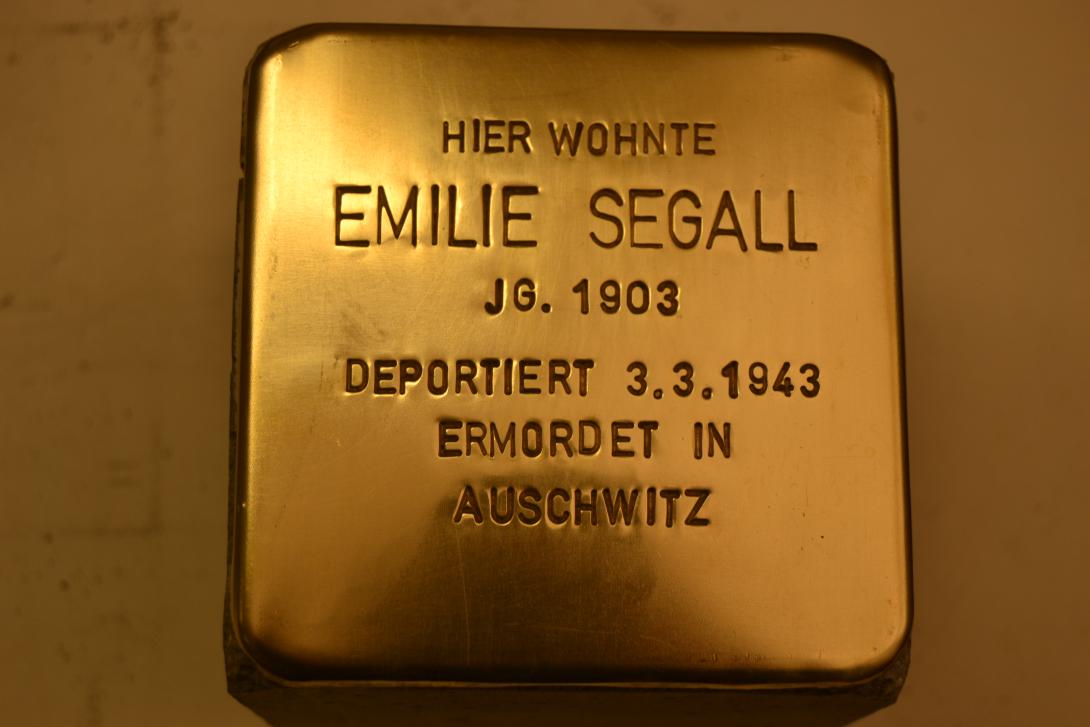 HIER WOHNTE
EMILIE SEGALL
JG. 1903
DEPORTIERT 3.3.1943
ERMORDET IN
AUSCHWITZ